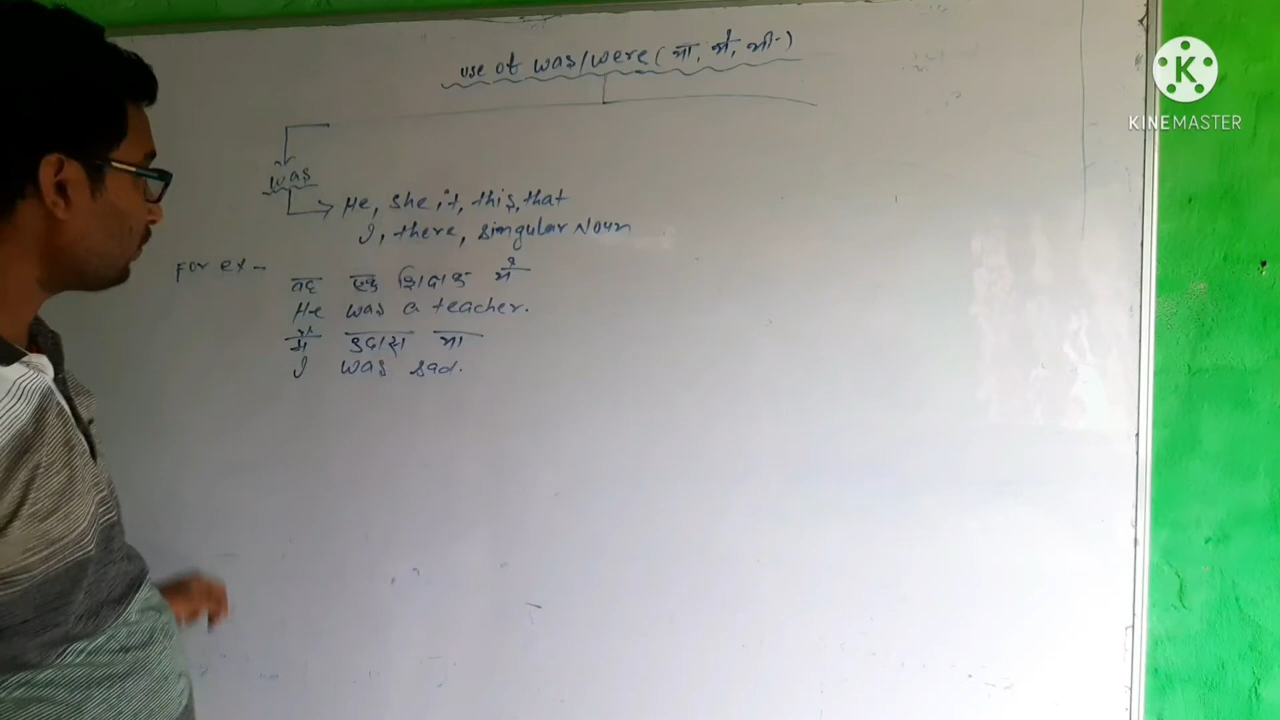 use of was/were (था, थे, थी)
was
He, she, it, this, that
I, there, singular Noun
For ex -
वह एक शिक्षक थे
He was a teacher.
मैं उदास था
I was sad.
K
KINEMASTER